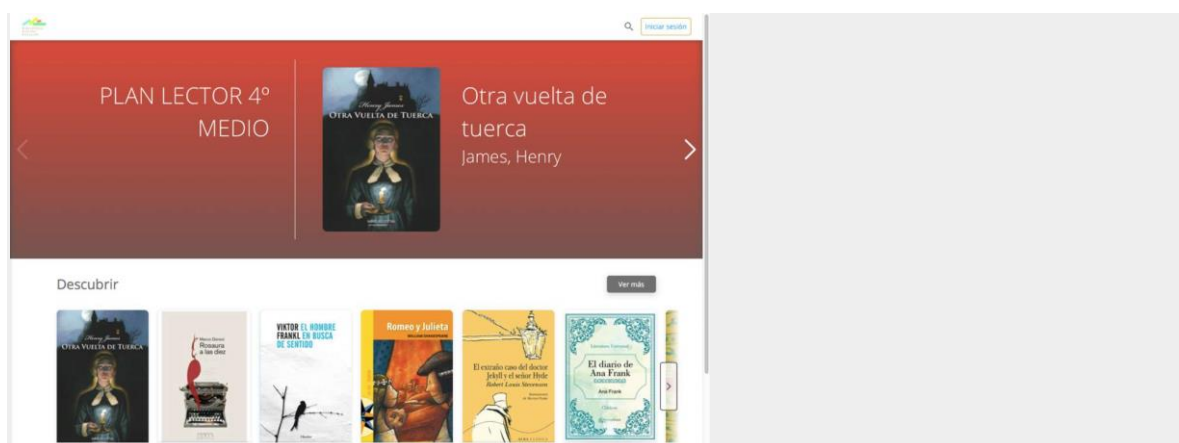 Iniciar sesión
PLAN LECTOR 4º
MEDIO
Henry James
OTRA VUELTA DE TUERCA
Otra vuelta de
tuerca
James, Henry
Descubrir
Ver más
Henry James
OTRA VUELTA DE TUERCA
Marco Denevi
Rosaura
a las diez
VIKTOR EL HOMBRE
FRANKL EN BUSCA
DE SENTIDO
Romeo y Julieta
WILLIAM SHAKESPEARE
El extraño caso del doctor
Jekyll y el señor Hyde
Robert Louis Stevenson
ALBA
El diario de
Ana Frank
Ana Frank